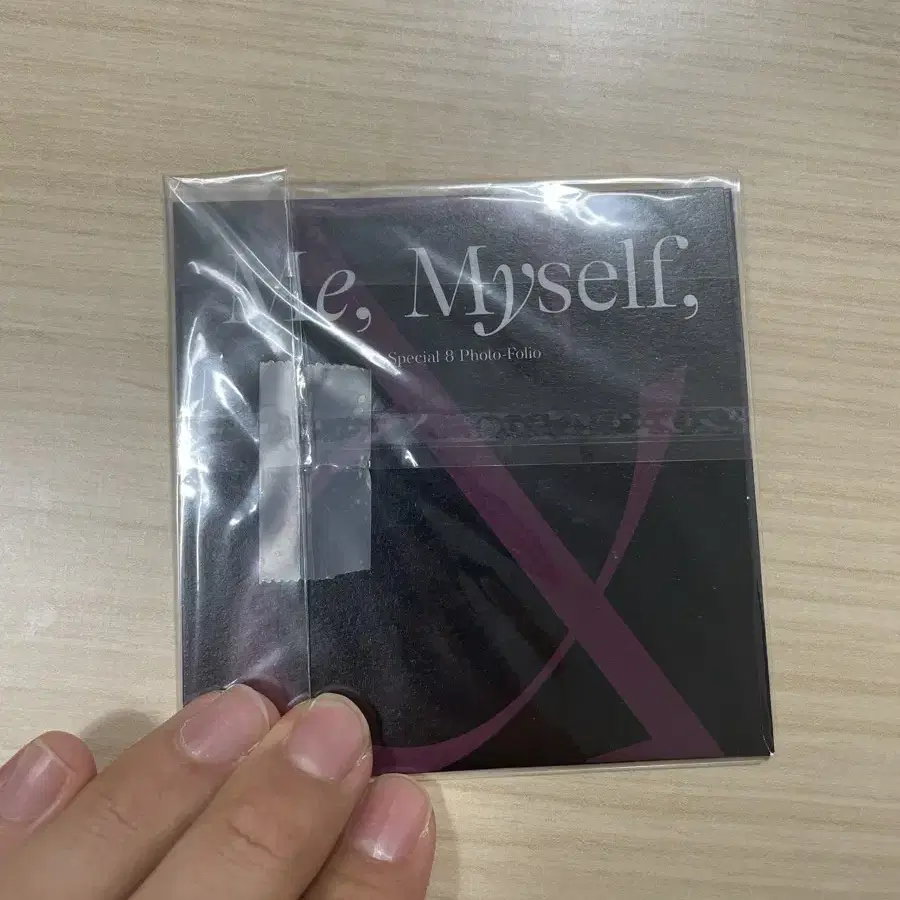 Me, Myself,
Special 8 Photo-Folio